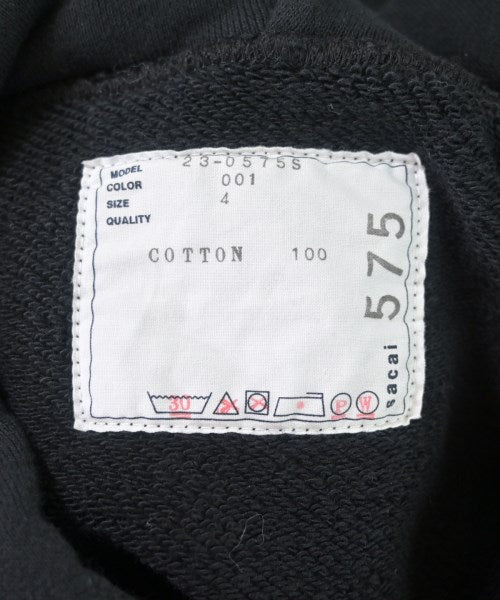 MODEL 23-0575S
COLOR 001
SIZE 4
QUALITY
COTTON 100
575
sacai
30
P W